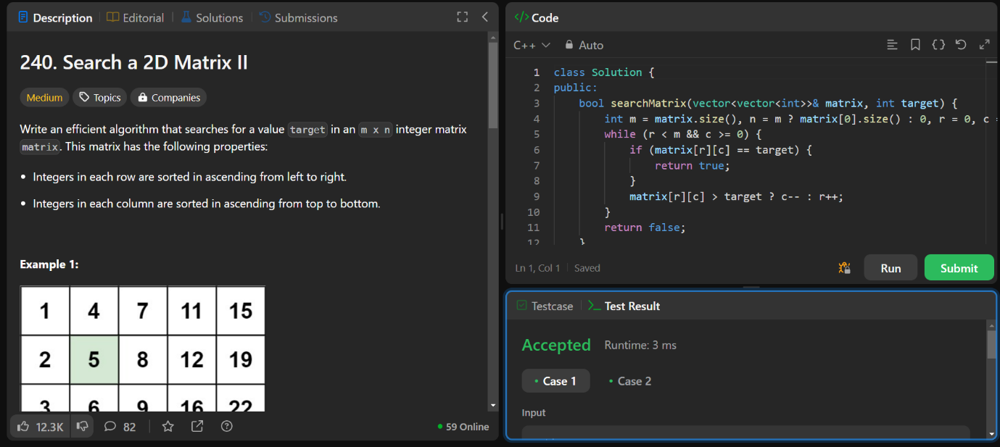 Description Editorial Solutions Submissions
240. Search a 2D Matrix II
Medium Topics Companies
Write an efficient algorithm that searches for a value target in an m x n integer matrix
matrix. This matrix has the following properties:
• Integers in each row are sorted in ascending from left to right.
• Integers in each column are sorted in ascending from top to bottom.
Example 1:
1 4 7 11 15
2 5 8 12 19
3 6 9 16 22
12.3K 82 59 Online
</> Code
C++ Auto
1 class Solution {
2 public:
3 bool searchMatrix(vector<vector<int>>& matrix, int target) {
4 int m = matrix.size(), n = m ? matrix[0].size() : 0, r = 0, c =
5 while (r < m && c >= 0) {
6 if (matrix[r][c] == target) {
7 return true;
8 }
9 matrix[r][c] > target ? c-- : r++;
10 }
11 return false;
12 }
Ln 1, Col 1 Saved
Run Submit
Testcase >_ Test Result
Accepted Runtime: 3 ms
• Case 1 • Case 2
Input